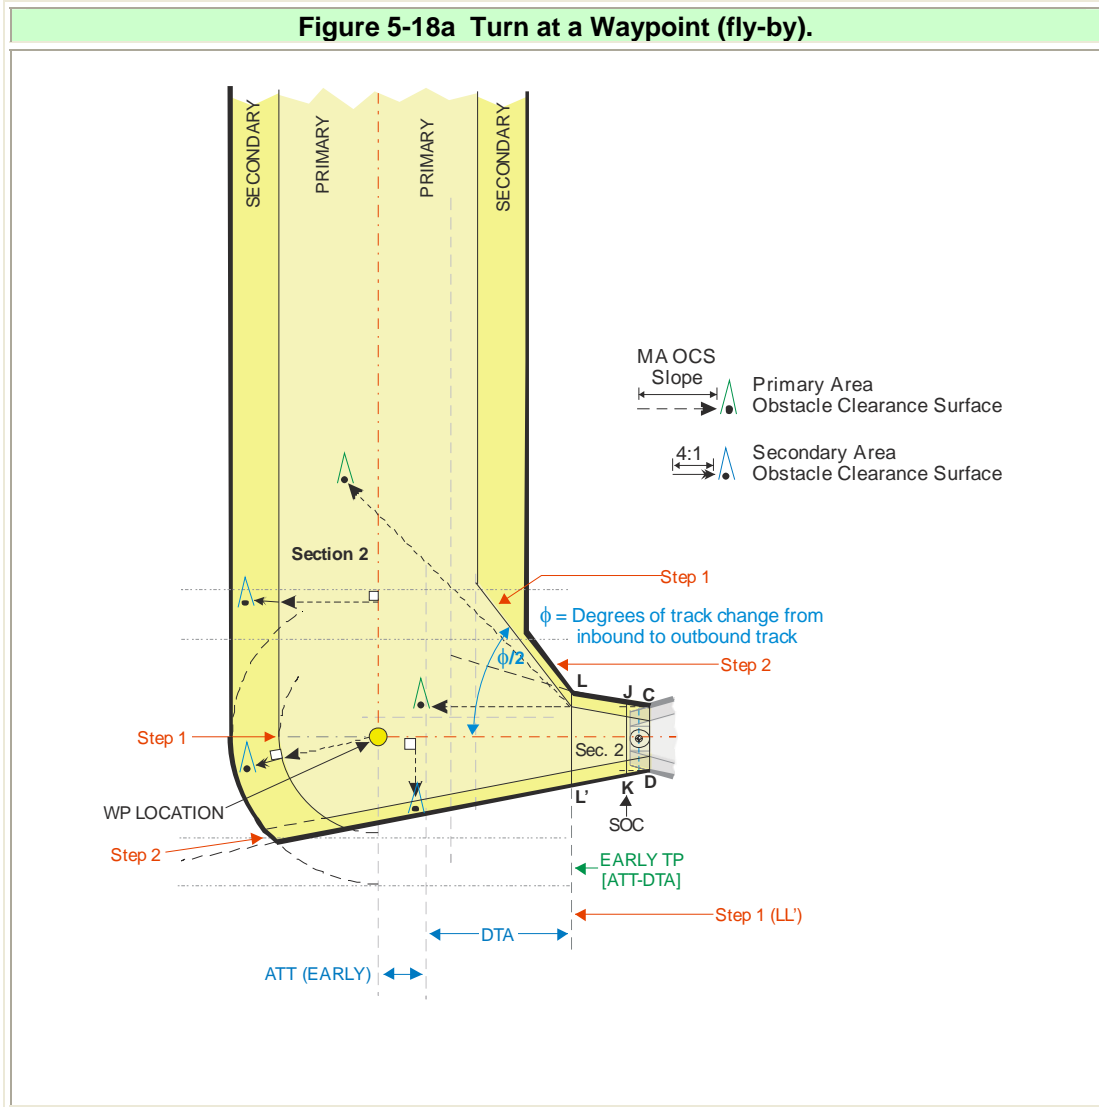 Figure 5-18a Turn at a Waypoint (fly-by).
SECONDARY
PRIMARY
PRIMARY
SECONDARY
MA OCS
Slope
Primary Area
Obstacle Clearance Surface
4:1
Secondary Area
Obstacle Clearance Surface
Section 2
Step 1
ϕ = Degrees of track change from
inbound to outbound track
ϕ/2
Step 2
L
J
C
Step 1
Sec. 2
D
K
L'
WP LOCATION
SOC
Step 2
EARLY TP
[ATT-DTA]
Step 1 (LL')
DTA
ATT (EARLY)